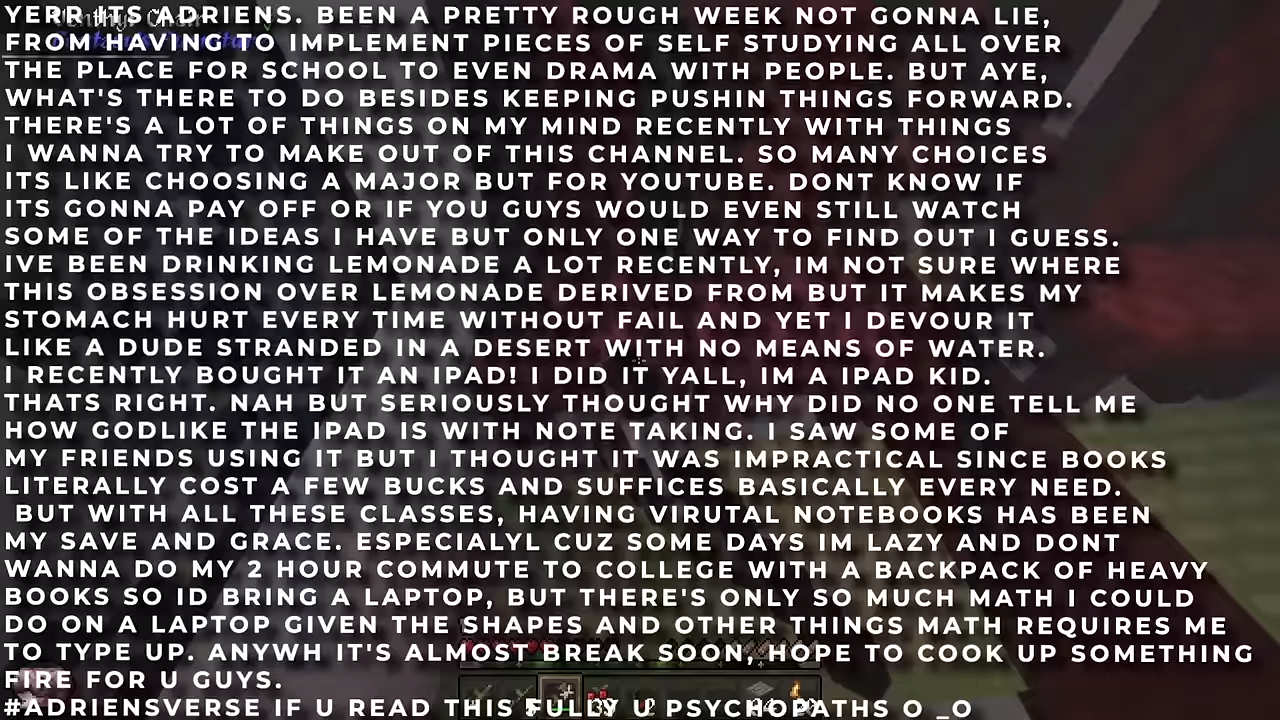 YERR ITS ADRIENS. BEEN A PRETTY ROUGH WEEK NOT GONNA LIE,
FROM HAVING TO IMPLEMENT PIECES OF SELF STUDYING ALL OVER
THE PLACE FOR SCHOOL TO EVEN DRAMA WITH PEOPLE. BUT AYE,
WHAT'S THERE TO DO BESIDES KEEPING PUSHIN THINGS FORWARD.
THERE'S A LOT OF THINGS ON MY MIND RECENTLY WITH THINGS
I WANNA TRY TO MAKE OUT OF THIS CHANNEL. SO MANY CHOICES
ITS LIKE CHOOSING A MAJOR BUT FOR YOUTUBE. DONT KNOW IF
ITS GONNA PAY OFF OR IF YOU GUYS WOULD EVEN STILL WATCH
SOME OF THE IDEAS I HAVE BUT ONLY ONE WAY TO FIND OUT I GUESS.
IVE BEEN DRINKING LEMONADE A LOT RECENTLY, IM NOT SURE WHERE
THIS OBSESSION OVER LEMONADE DERIVED FROM BUT IT MAKES MY
STOMACH HURT EVERY TIME WITHOUT FAIL AND YET I DEVOUR IT
LIKE A DUDE STRANDED IN A DESERT WITH NO MEANS OF WATER.
I RECENTLY BOUGHT IT AN IPAD! I DID IT YALL, IM A IPAD KID.
THATS RIGHT. NAH BUT SERIOUSLY THOUGHT WHY DID NO ONE TELL ME
HOW GODLIKE THE IPAD IS WITH NOTE TAKING. I SAW SOME OF
MY FRIENDS USING IT BUT I THOUGHT IT WAS IMPRACTICAL SINCE BOOKS
LITERALLY COST A FEW BUCKS AND SUFFICES BASICALLY EVERY NEED.
BUT WITH ALL THESE CLASSES, HAVING VIRUTAL NOTEBOOKS HAS BEEN
MY SAVE AND GRACE. ESPECIALYL CUZ SOME DAYS IM LAZY AND DONT
WANNA DO MY 2 HOUR COMMUTE TO COLLEGE WITH A BACKPACK OF HEAVY
BOOKS SO ID BRING A LAPTOP, BUT THERE'S ONLY SO MUCH MATH I COULD
DO ON A LAPTOP GIVEN THE SHAPES AND OTHER THINGS MATH REQUIRES ME
TO TYPE UP. ANYWH IT'S ALMOST BREAK SOON, HOPE TO COOK UP SOMETHING
FIRE FOR U GUYS.
#ADRIENSVERSE IF U READ THIS FULLY U PSYCHOPATHS O _O